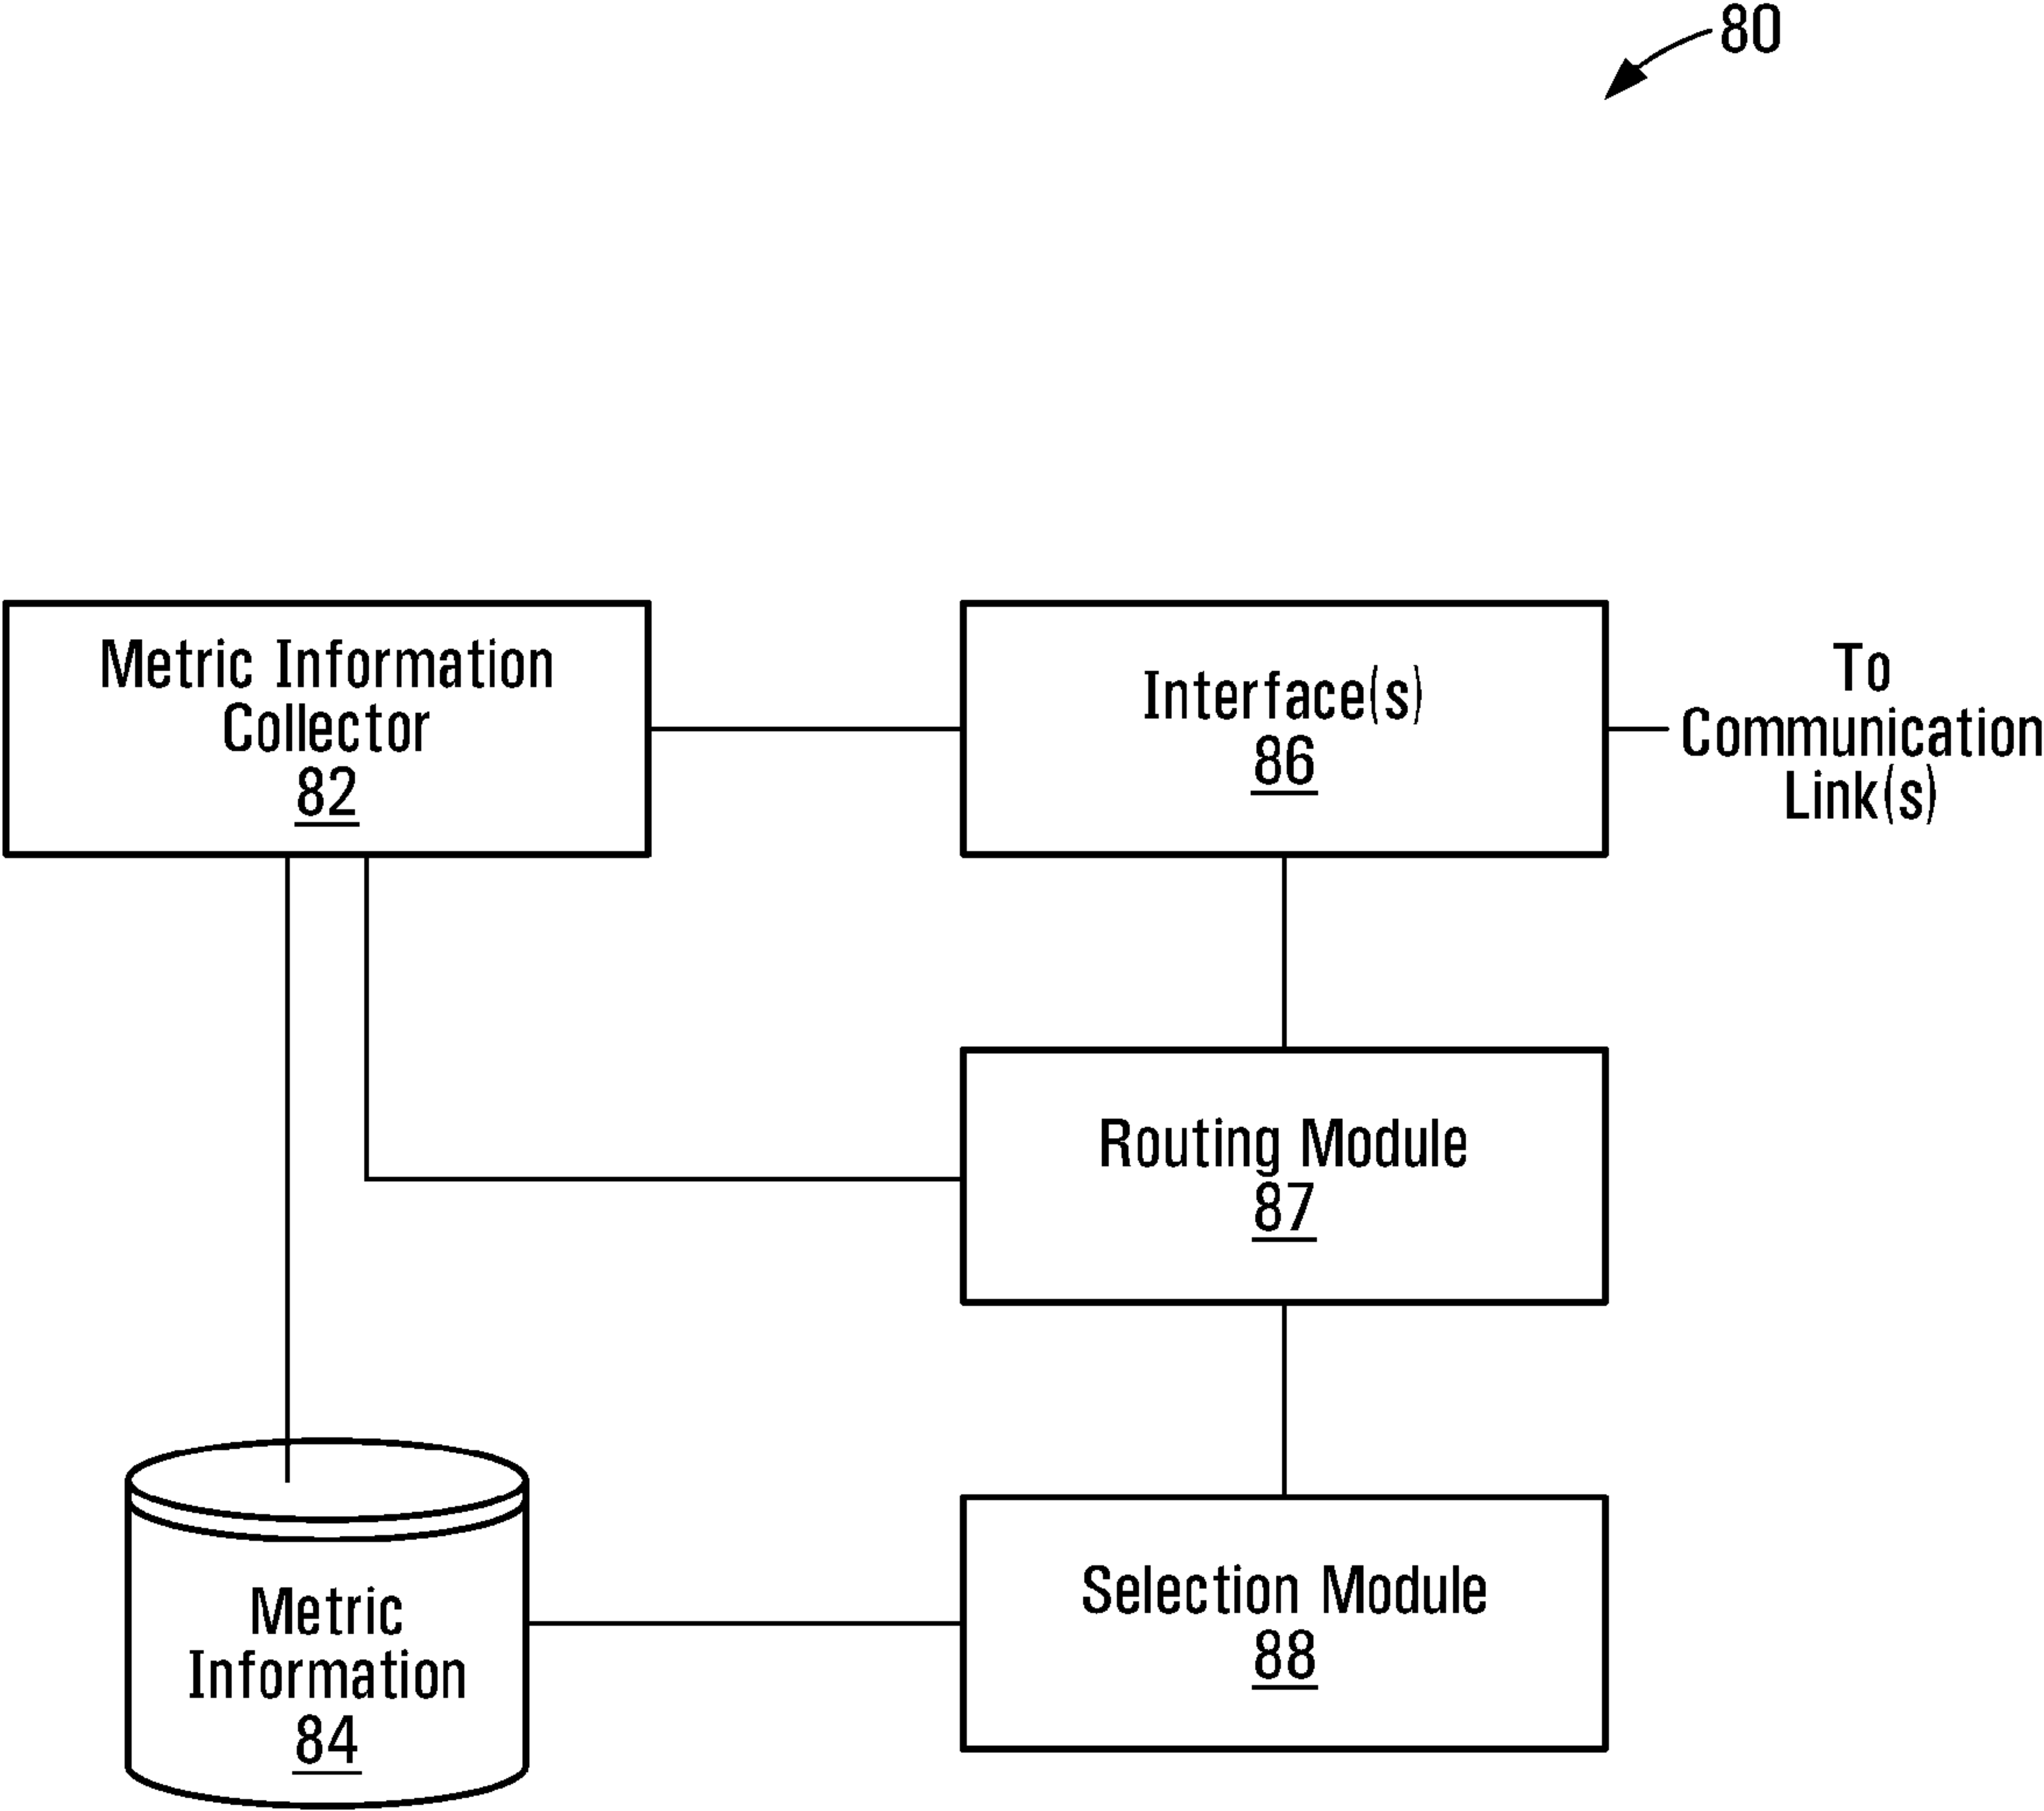 80
Metric Information
Collector
82
Interface(s)
86
To
Communication
Link(s)
Routing Module
87
Metric
Information
84
Selection Module
88